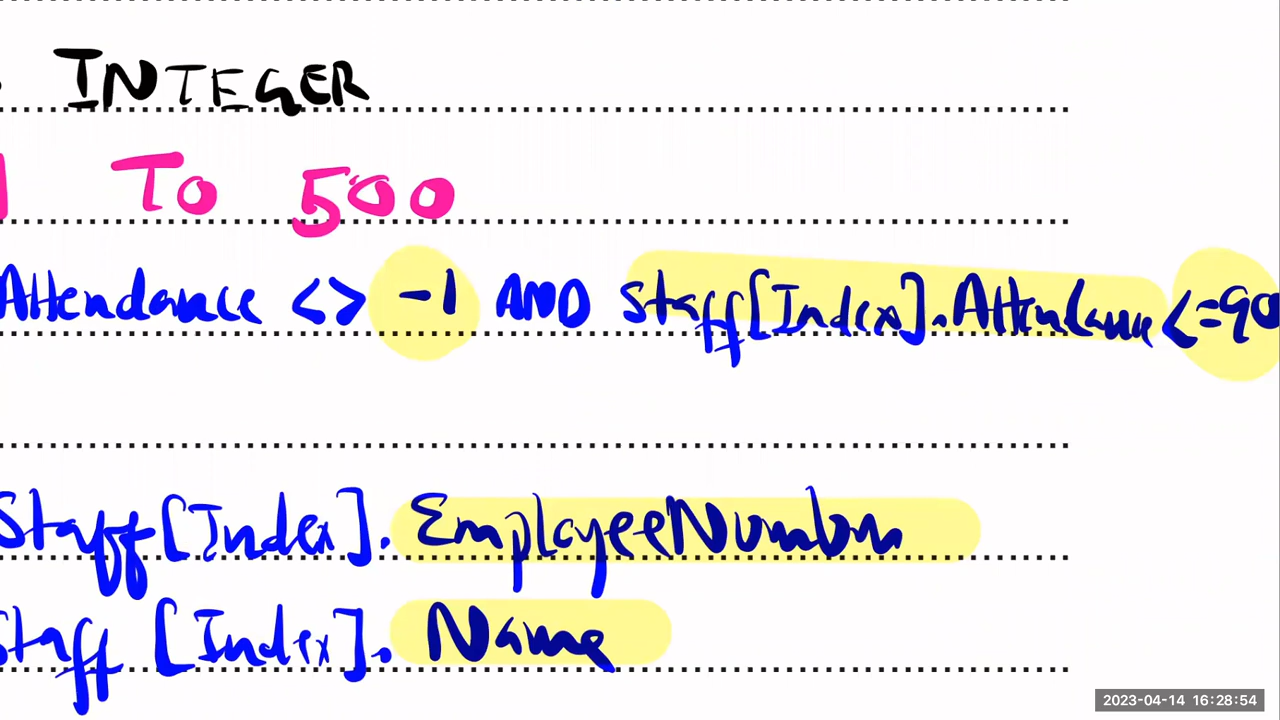 INTEGER
TO 500
Attendance <> -1 AND Staff[Index].Attendance <=90
Staff[Index].EmployeeNumber
Staff [Index]. Name
2023-04-14 16:28:54